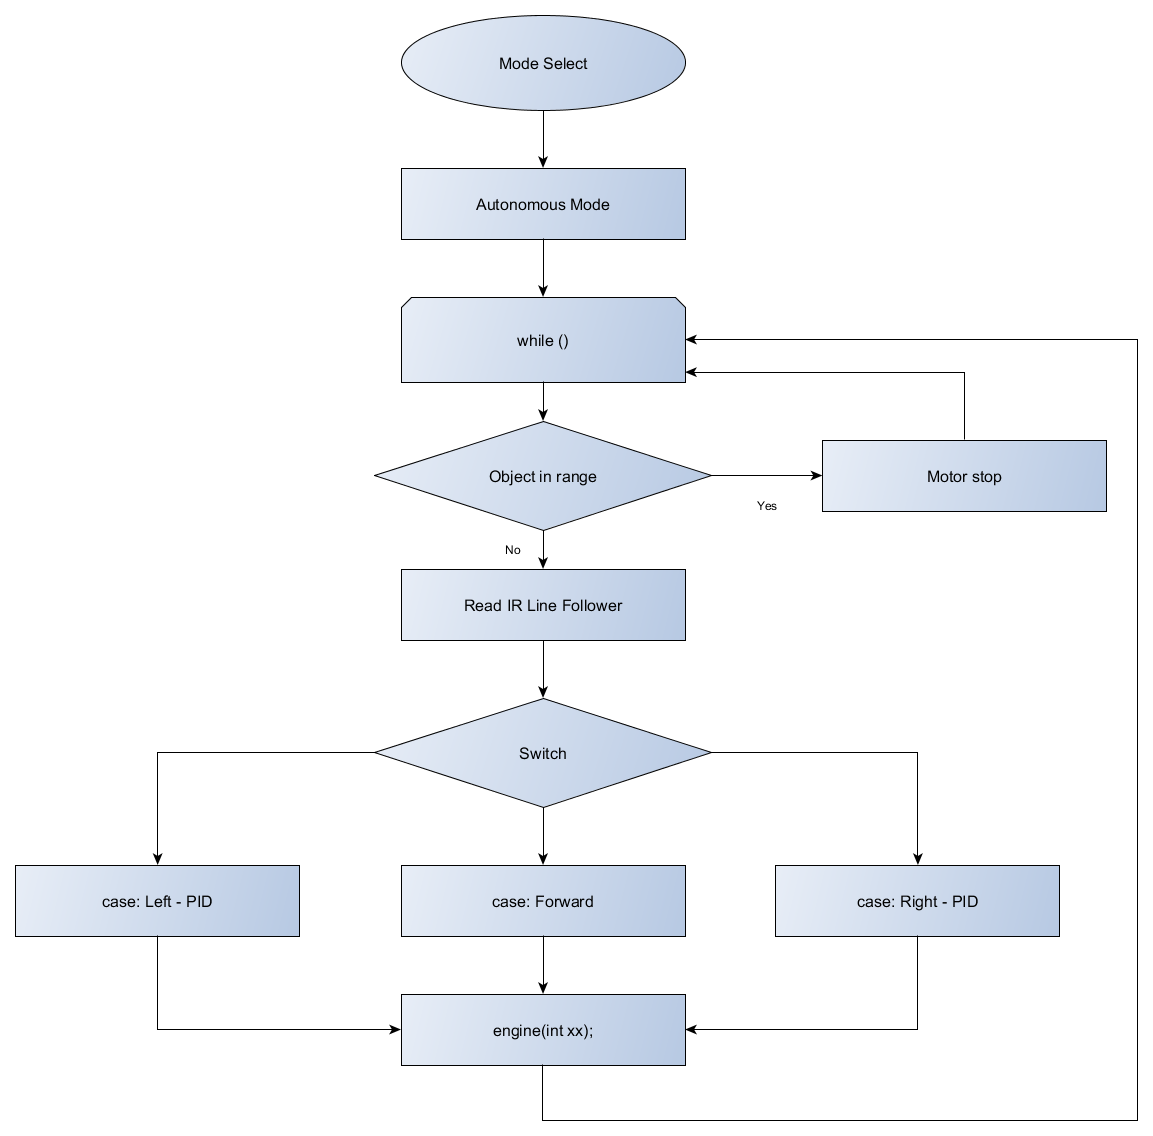 Mode Select
Autonomous Mode
while ()
Object in range
Motor stop
Yes
No
Read IR Line Follower
Switch
case: Left - PID
case: Forward
case: Right - PID
engine(int xx);